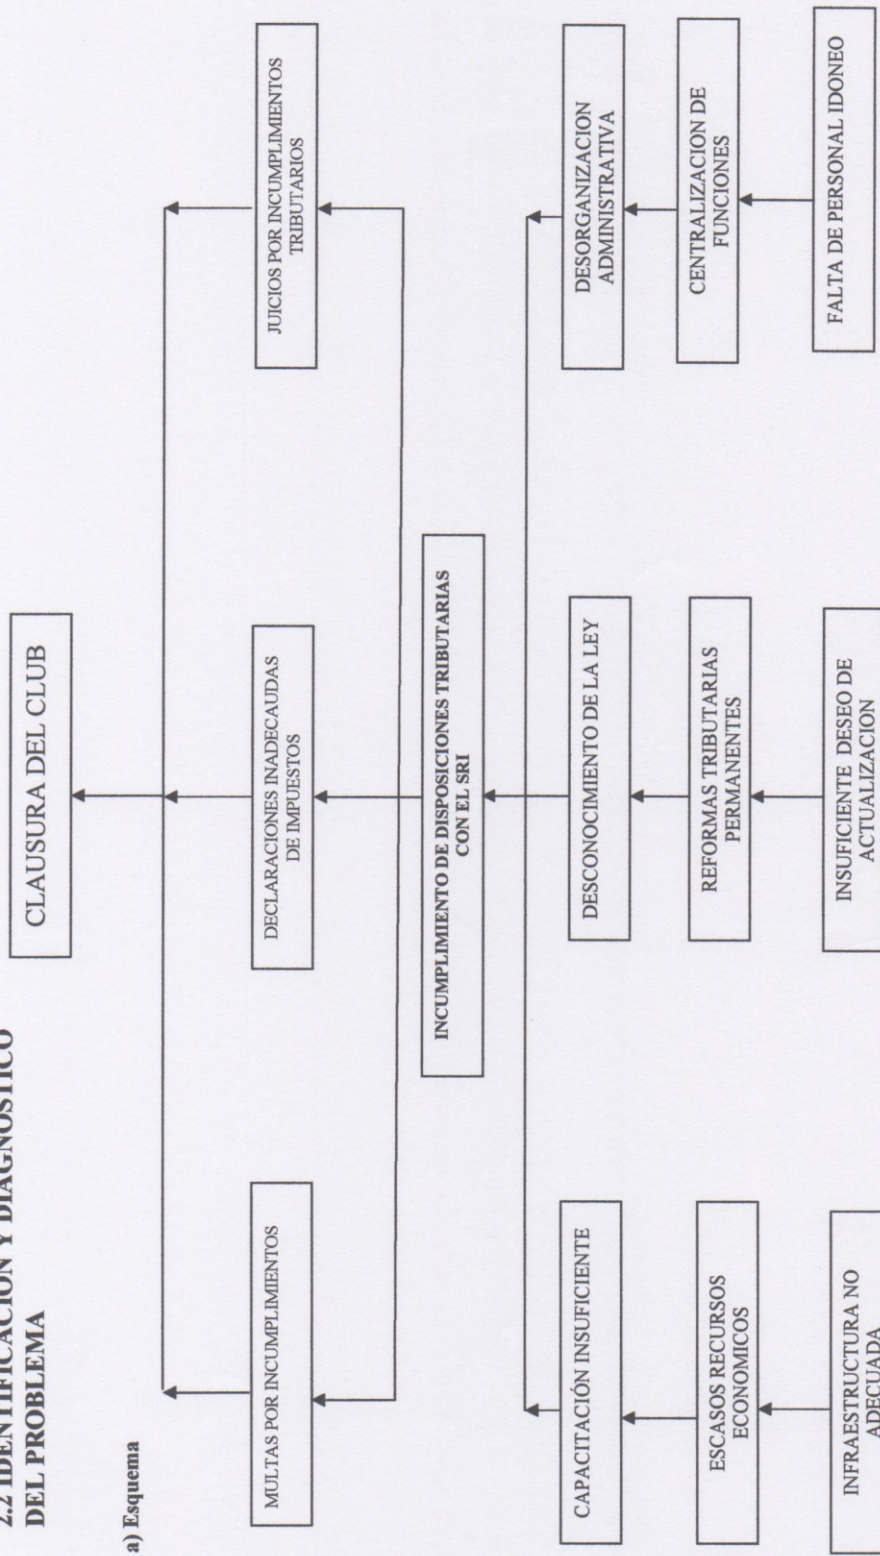 2.2 IDENTIFICACION Y DIAGNOSTICO
DEL PROBLEMA
a) Esquema
CLAUSURA DEL CLUB
MULTAS POR INCUMPLIMIENTOS
DECLARACIONES INADECAUDAS
DE IMPUESTOS
JUICIOS POR INCUMPLIMIENTOS
TRIBUTARIOS
INCUMPLIMIENTO DE DISPOSICIONES TRIBUTARIAS
CON EL SRI
CAPACITACIÓN INSUFICIENTE
DESCONOCIMIENTO DE LA LEY
DESORGANIZACION
ADMINISTRATIVA
ESCASOS RECURSOS
ECONOMICOS
REFORMAS TRIBUTARIAS
PERMANENTES
CENTRALIZACION DE
FUNCIONES
INFRAESTRUCTURA NO
ADECUADA
INSUFICIENTE DESEO DE
ACTUALIZACION
FALTA DE PERSONAL IDONEO